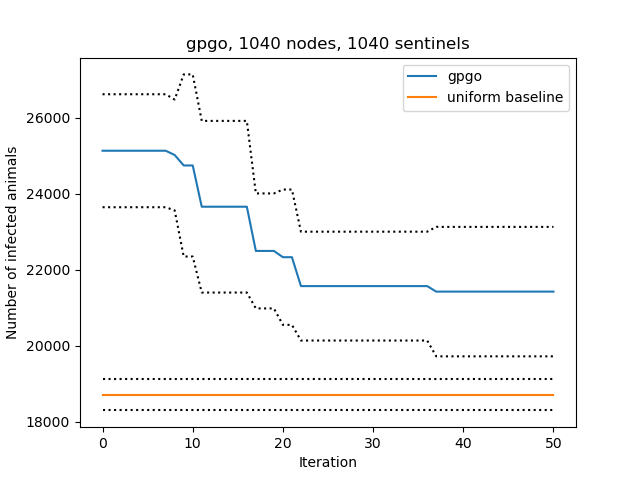 gpgo, 1040 nodes, 1040 sentinels
gpgo
uniform baseline
26000
24000
22000
20000
18000
Number of infected animals
0 10 20 30 40 50
Iteration